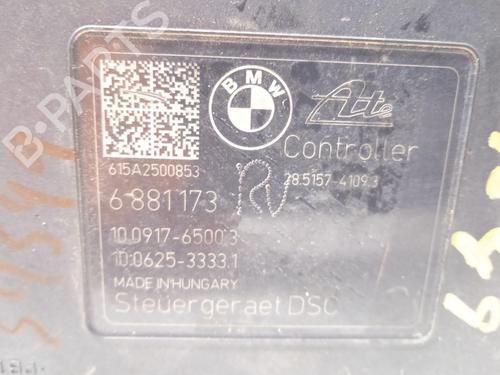 BMW
Ate
Controller
615A2500853
28.5157-4109.3
6 881173
10.0917-6500.3
10.0625-3333.1
MADE IN HUNGARY
Steuergeraet DSC
B-PARTS